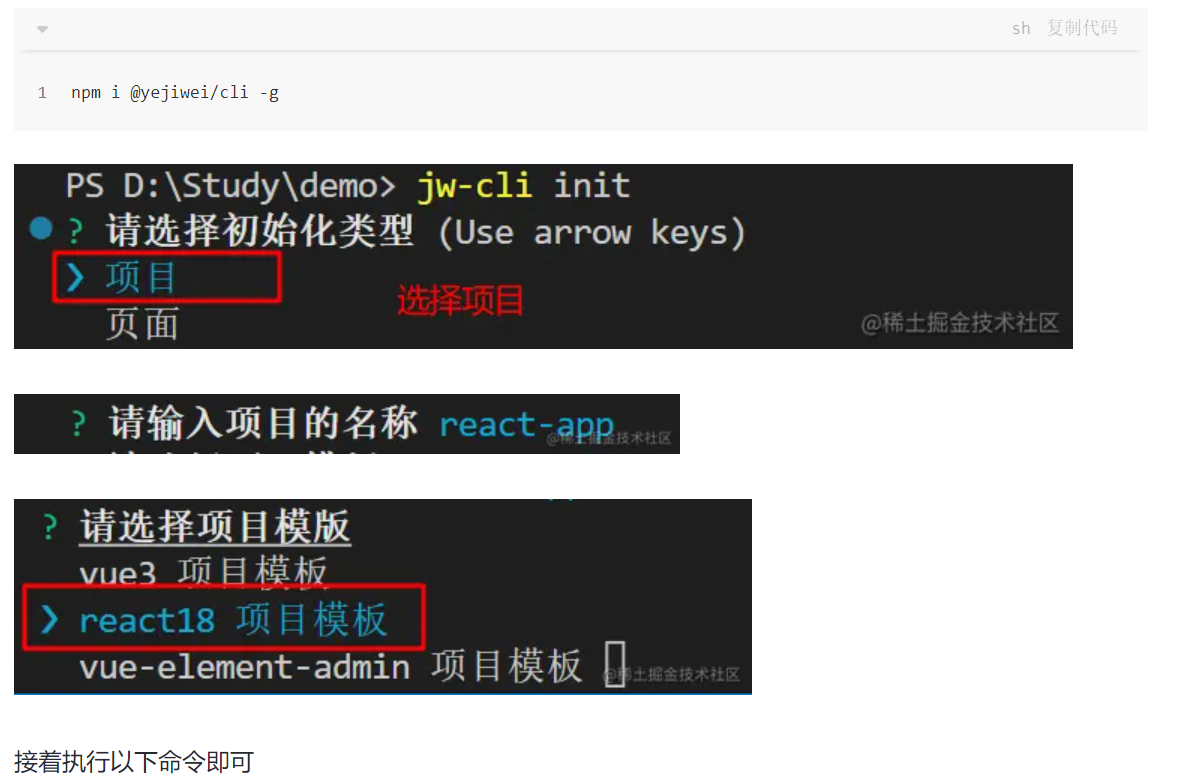 sh 复制代码
1 npm i @yejiwei/cli -g
PS D:\Study\demo> jw-cli init
? 请选择初始化类型 (Use arrow keys)
❯ 项目
选择项目
页面
@稀土掘金技术社区
? 请输入项目的名称 react-app
@稀土掘金技术社区
? 请选择项目模版
vue3 项目模板
❯ react18 项目模板
vue-element-admin 项目模板
@稀土掘金技术社区
接着执行以下命令即可